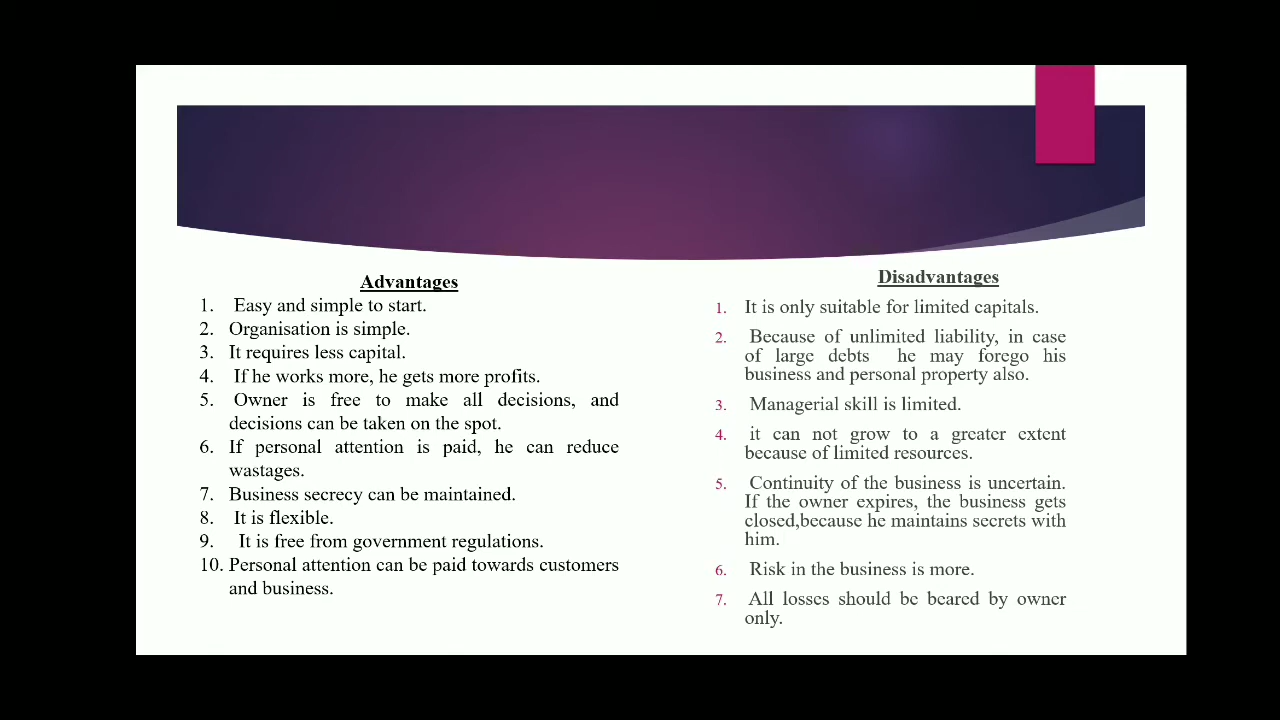 Advantages
1. Easy and simple to start.
2. Organisation is simple.
3. It requires less capital.
4. If he works more, he gets more profits.
5. Owner is free to make all decisions, and
decisions can be taken on the spot.
6. If personal attention is paid, he can reduce
wastages.
7. Business secrecy can be maintained.
8. It is flexible.
9. It is free from government regulations.
10. Personal attention can be paid towards customers
and business.
Disadvantages
1. It is only suitable for limited capitals.
2. Because of unlimited liability, in case
of large debts he may forego his
business and personal property also.
3. Managerial skill is limited.
4. it can not grow to a greater extent
because of limited resources.
5. Continuity of the business is uncertain.
If the owner expires, the business gets
closed,because he maintains secrets with
him.
6. Risk in the business is more.
7. All losses should be beared by owner
only.